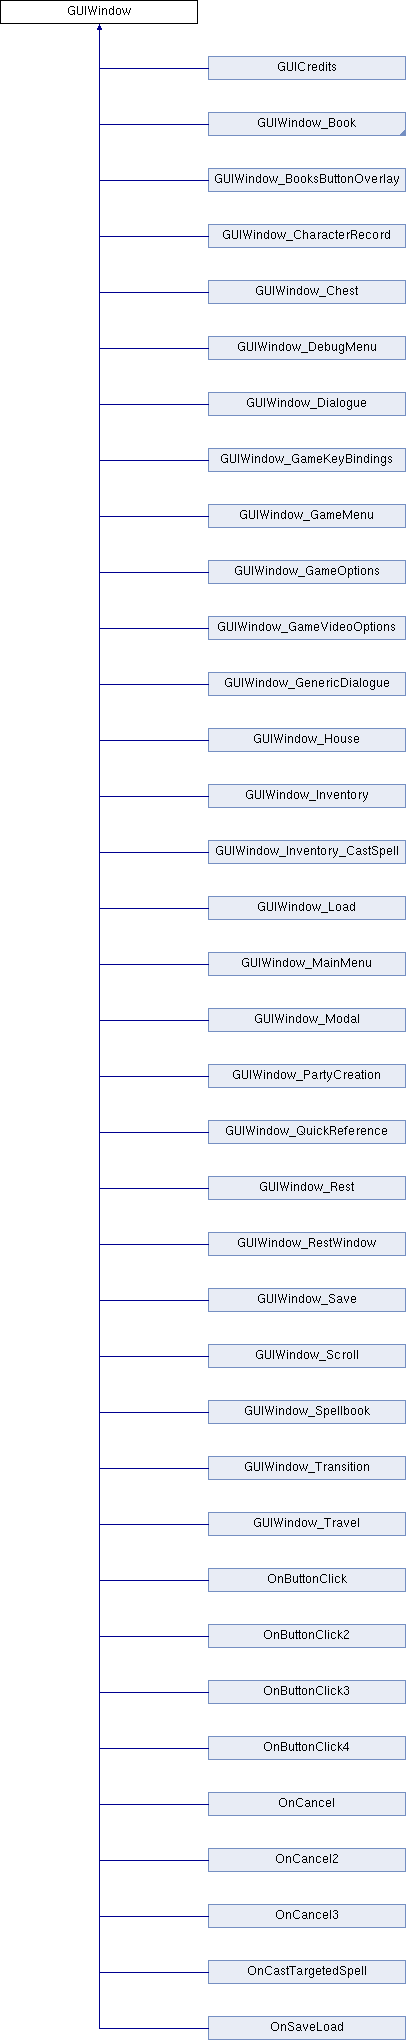 GUIWindow
GUICredits
GUIWindow_Book
GUIWindow_BooksButtonOverlay
GUIWindow_CharacterRecord
GUIWindow_Chest
GUIWindow_DebugMenu
GUIWindow_Dialogue
GUIWindow_GameKeyBindings
GUIWindow_GameMenu
GUIWindow_GameOptions
GUIWindow_GameVideoOptions
GUIWindow_GenericDialogue
GUIWindow_House
GUIWindow_Inventory
GUIWindow_Inventory_CastSpell
GUIWindow_Load
GUIWindow_MainMenu
GUIWindow_Modal
GUIWindow_PartyCreation
GUIWindow_QuickReference
GUIWindow_Rest
GUIWindow_RestWindow
GUIWindow_Save
GUIWindow_Scroll
GUIWindow_Spellbook
GUIWindow_Transition
GUIWindow_Travel
OnButtonClick
OnButtonClick2
OnButtonClick3
OnButtonClick4
OnCancel
OnCancel2
OnCancel3
OnCastTargetedSpell
OnSaveLoad